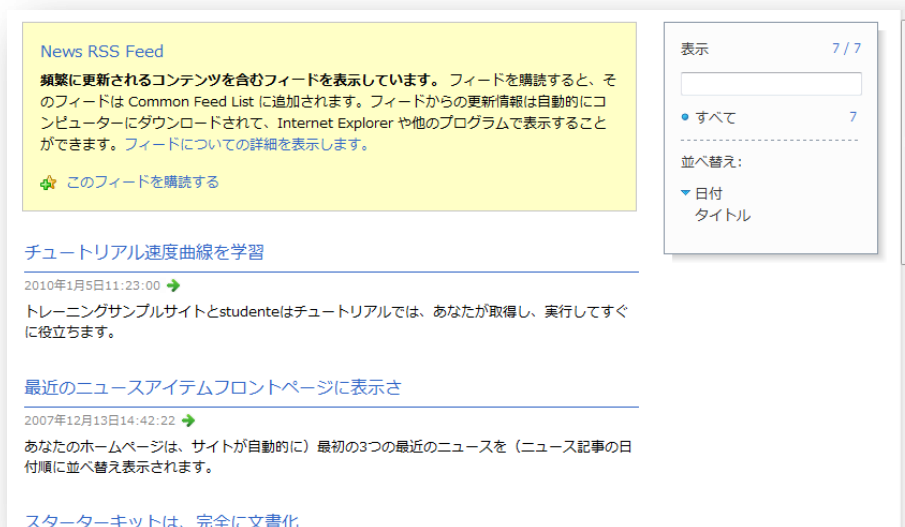 News RSS Feed
頻繁に更新されるコンテンツを含むフィードを表示しています。 フィードを購読すると、そ
のフィードは Common Feed List に追加されます。フィードからの更新情報は自動的にコ
ンピューターにダウンロードされて、Internet Explorer や他のプログラムで表示すること
ができます。フィードについての詳細を表示します。
このフィードを購読する
チュートリアル速度曲線を学習
2010年1月5日11:23:00
トレーニングサンプルサイトとstudenteはチュートリアルでは、あなたが取得し、実行してすぐ
に役立ちます。
最近のニュースアイテムフロントページに表示さ
2007年12月13日14:42:22
あなたのホームページは、サイトが自動的に）最初の3つの最近のニュースを（ニュース記事の日
付順に並べ替え表示されます。
スターターキットは、完全に文書化
表示 7 / 7
すべて 7
並べ替え:
日付
タイトル